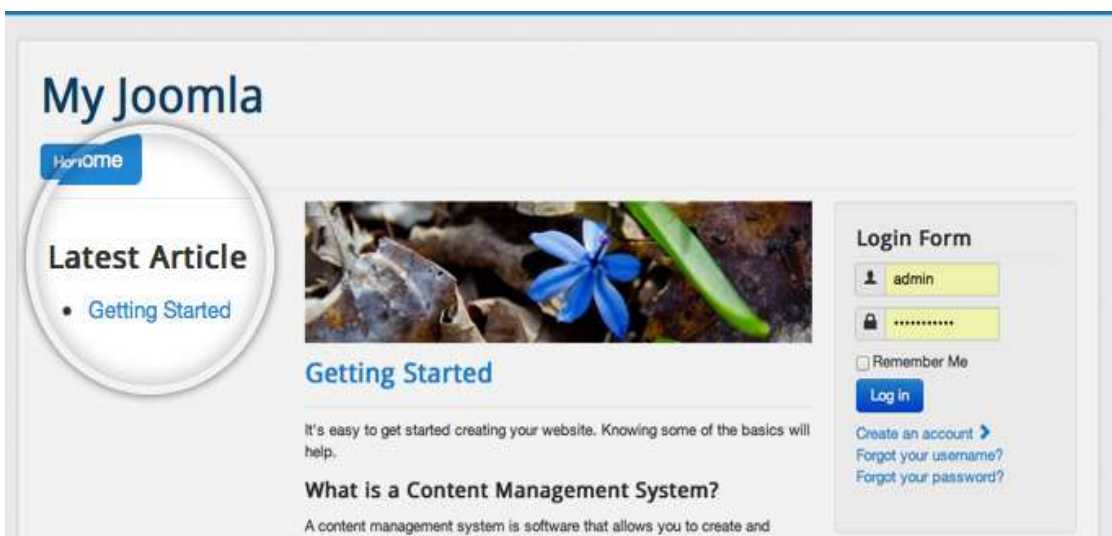 My Joomla
Home
Latest Article
Getting Started
Getting Started
It's easy to get started creating your website. Knowing some of the basics will
help.
What is a Content Management System?
A content management system is software that allows you to create and
Login Form
admin
Remember Me
Log in
Create an account
Forgot your username?
Forgot your password?